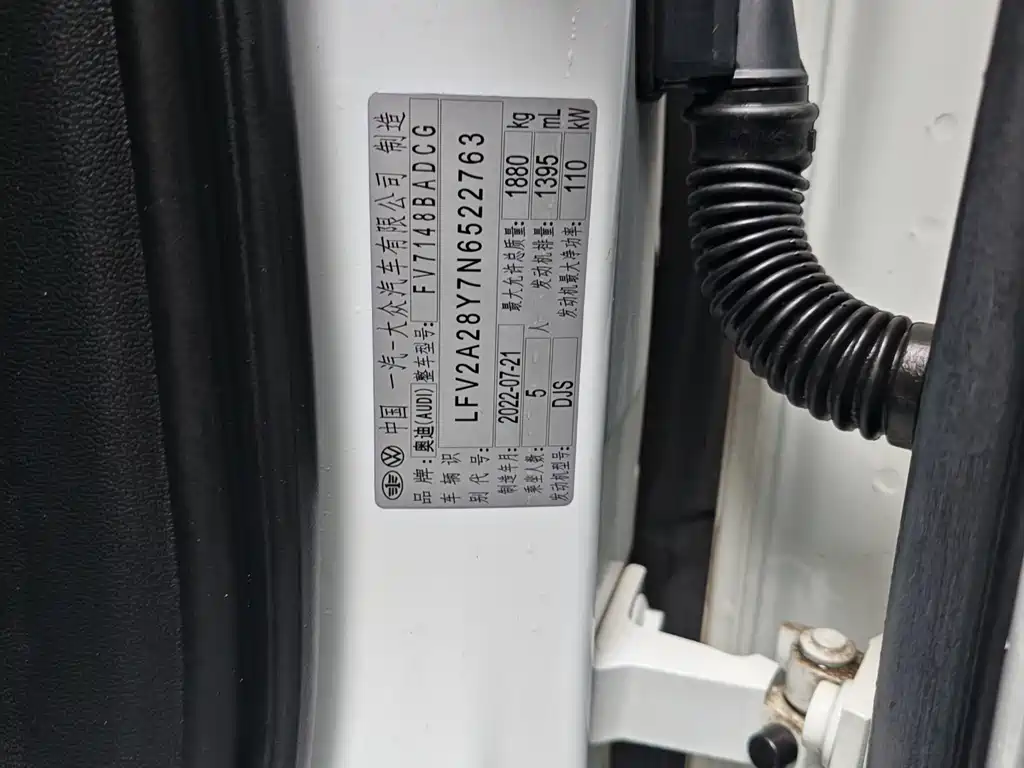 中国 一汽-大众汽车有限公司 制造
品牌: 奥迪(AUDI) 整车型号: FV7148BADCG
车辆识别代号: LFV2A28Y7N6522763
制造年月: 2022-07-21 最大允许总质量: 1880 kg
乘坐人数: 5 人 发动机排量: 1395 mL
发动机型号: DJS 发动机最大净功率: 110 kW